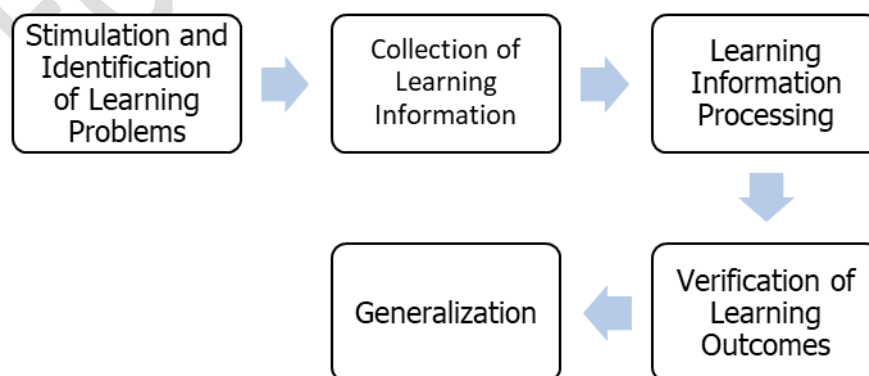 Stimulation and
Identification
of Learning
Problems
Collection of
Learning
Information
Learning
Information
Processing
Verification of
Learning
Outcomes
Generalization